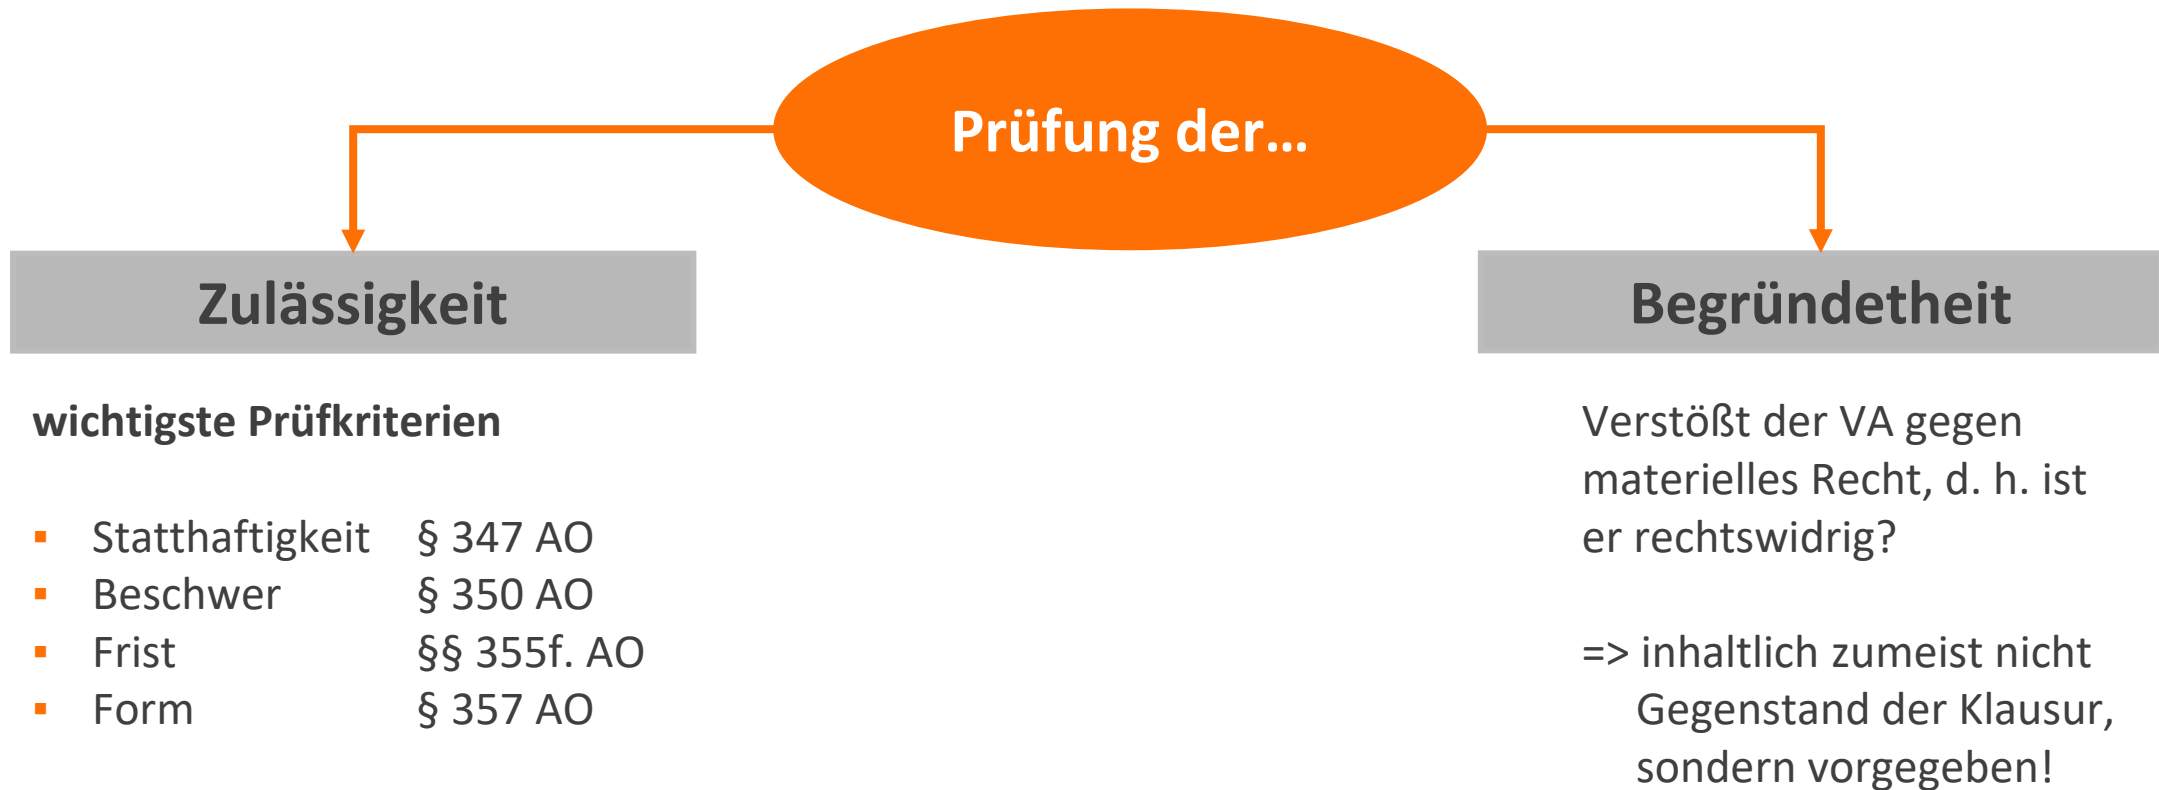 Prüfung der…
Zulässigkeit
wichtigste Prüfkriterien
▪ Statthaftigkeit § 347 AO
▪ Beschwer § 350 AO
▪ Frist §§ 355f. AO
▪ Form § 357 AO
Begründetheit
Verstößt der VA gegen
materielles Recht, d. h. ist
er rechtswidrig?
=> inhaltlich zumeist nicht
Gegenstand der Klausur,
sondern vorgegeben!